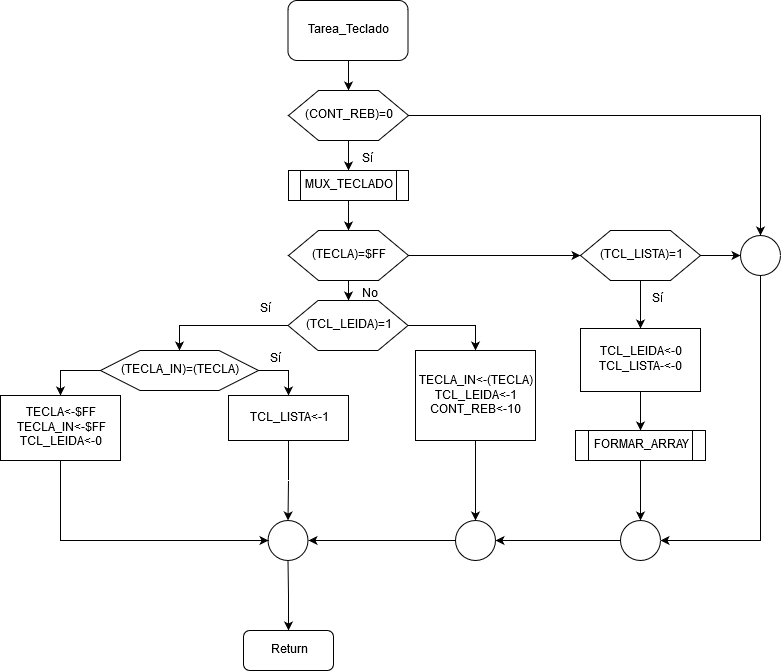 Tarea_Teclado
(CONT_REB)=0
Sí
MUX_TECLADO
(TECLA)=$FF
(TCL_LISTA)=1
No
Sí
Sí
(TCL_LEIDA)=1
(TECLA_IN)=(TECLA)
Sí
TCL_LEIDA<-0
TCL_LISTA-<-0
TECLA_IN<-(TECLA)
TCL_LEIDA<-1
CONT_REB<-10
TECLA<-$FF
TECLA_IN<-$FF
TCL_LEIDA<-0
TCL_LISTA<-1
FORMAR_ARRAY
Return